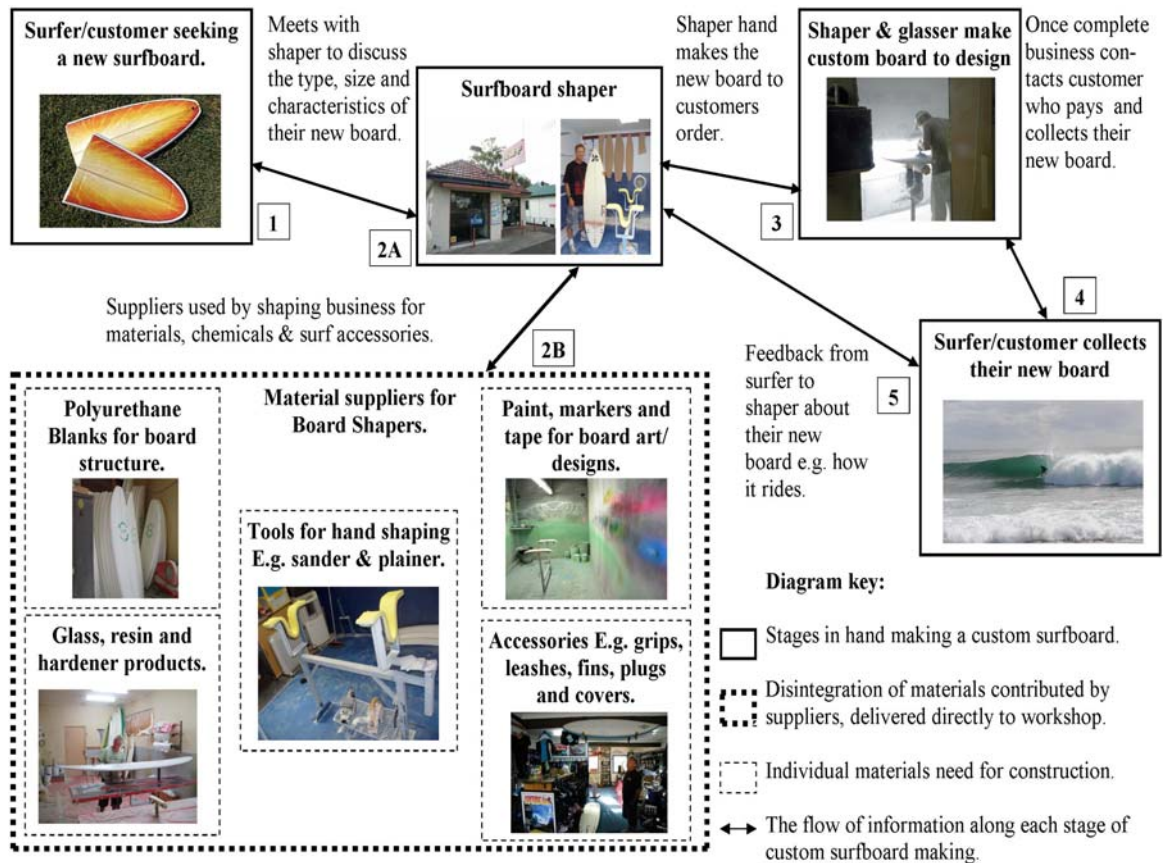 Surfer/customer seeking
a new surfboard.
Meets with
shaper to discuss
the type, size and
characteristics of
their new board.
1
2A
Surfboard shaper
Shaper hand
makes the
new board to
customers
order.
3
Shaper & glasser make
custom board to design
Once complete
business con-
tacts customer
who pays and
collects their
new board.
4
Surfer/customer collects
their new board
Feedback from
surfer to
shaper about
their new
board e.g. how
it rides.
5
Suppliers used by shaping business for
materials, chemicals & surf accessories.
2B
Material suppliers for
Board Shapers.
Polyurethane
Blanks for board
structure.
Tools for hand shaping
E.g. sander & plainer.
Paint, markers and
tape for board art/
designs.
Glass, resin and
hardener products.
Accessories E.g. grips,
leashes, fins, plugs
and covers.
Diagram key:
Stages in hand making a custom surfboard.
Disintegration of materials contributed by
suppliers, delivered directly to workshop.
Individual materials need for construction.
The flow of information along each stage of
custom surfboard making.